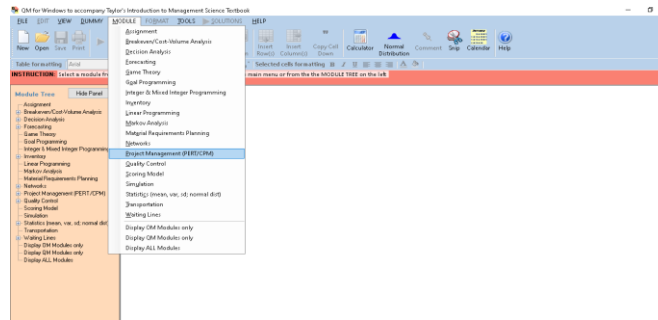 QM for Windows to accompany Taylor's Introduction to Management Science Textbook
FILE EDIT VIEW DUMMY MODULE FORMAT TOOLS SOLUTIONS HELP
New Open Save Print
Insert Row(s) Insert Column(s) Copy Cell Down Calculator Normal Distribution Comment Snip Calendar Help
Table formatting Arial
Selected cells formatting B I
INSTRUCTION: Select a module fr
main menu or from the the MODULE TREE on the left
Module Tree Hide Panel
Assignment
Breakeven/Cost-Volume Analysis
Decision Analysis
Forecasting
Game Theory
Goal Programming
Integer & Mixed Integer Programming
Inventory
Linear Programming
Markov Analysis
Material Requirements Planning
Networks
Project Management (PERT/CPM)
Quality Control
Scoring Model
Simulation
Statistics (mean, var, sd; normal dist
Transportation
Waiting Lines
Display OM Modules only
Display QM Modules only
Display ALL Modules
Assignment
Breakeven/Cost-Volume Analysis
Decision Analysis
Forecasting
Game Theory
Goal Programming
Integer & Mixed Integer Programming
Inventory
Linear Programming
Markov Analysis
Material Requirements Planning
Networks
Project Management (PERT/CPM)
Quality Control
Scoring Model
Simulation
Statistics (mean, var, sd; normal dist)
Transportation
Waiting Lines
Display OM Modules only
Display QM Modules only
Display ALL Modules